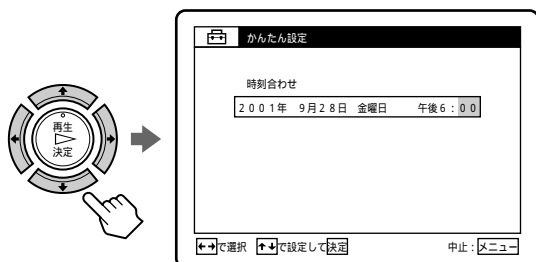 かんたん設定
時刻合わせ
2001年 9月28日 金曜日 午後6:00
再生
決定
←→で選択 ↑↓で設定して決定 中止:メニュー